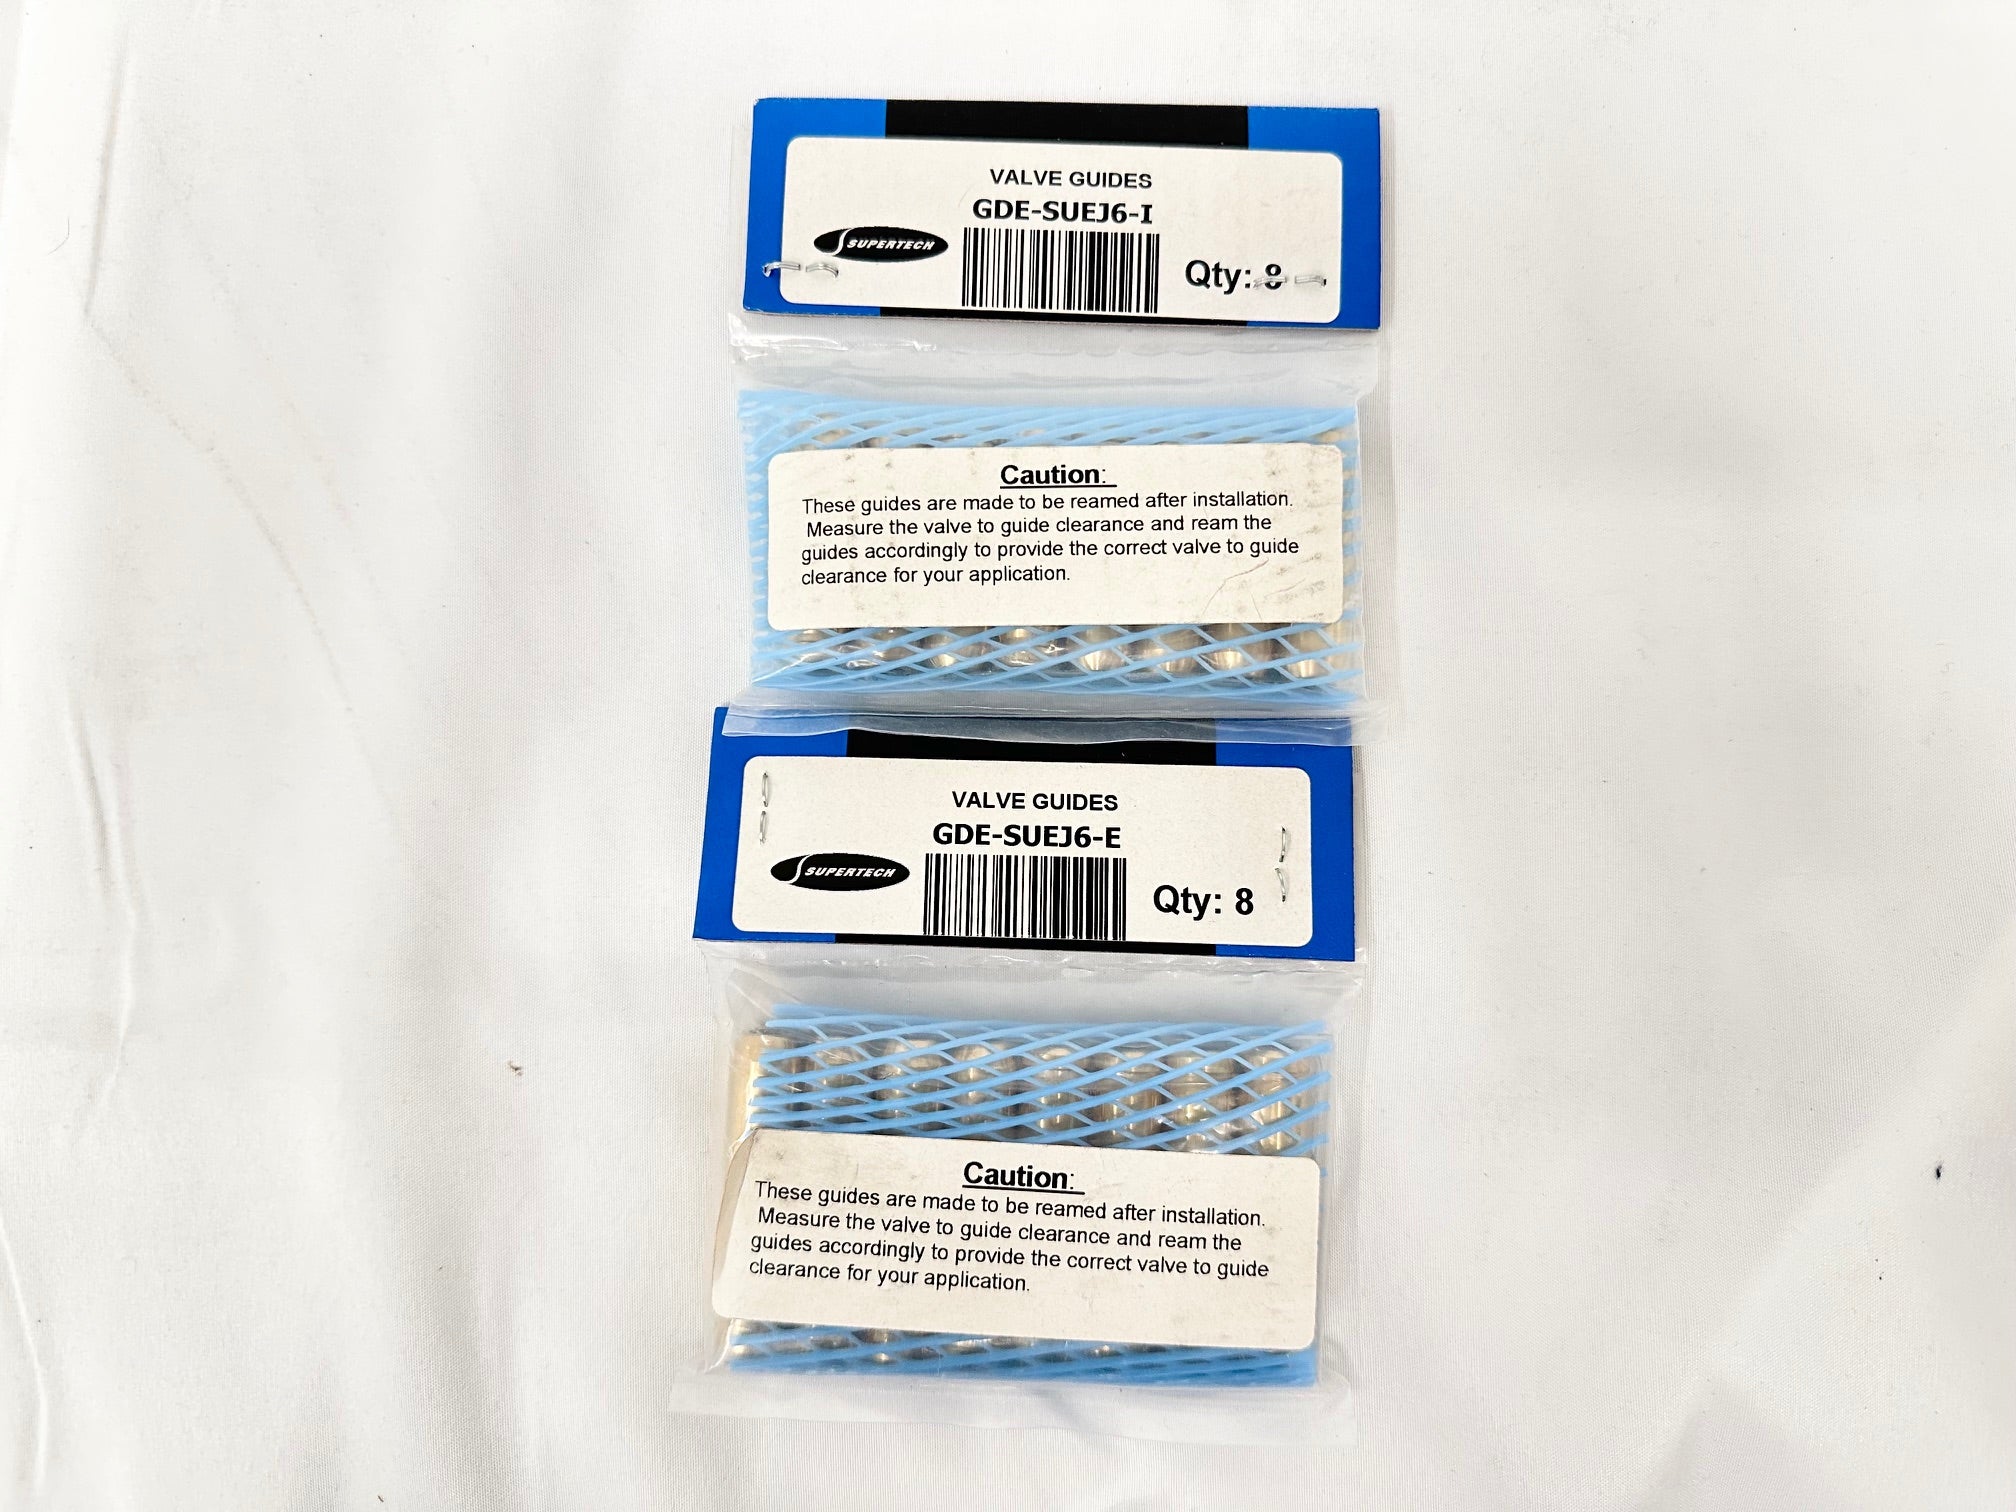 VALVE GUIDES
GDE-SUEJ6-I
SUPERTECH
Qty: 8
Caution:
These guides are made to be reamed after installation.
Measure the valve to guide clearance and ream the
guides accordingly to provide the correct valve to guide
clearance for your application.
VALVE GUIDES
GDE-SUEJ6-E
SUPERTECH
Qty: 8
Caution:
These guides are made to be reamed after installation.
Measure the valve to guide clearance and ream the
guides accordingly to provide the correct valve to guide
clearance for your application.